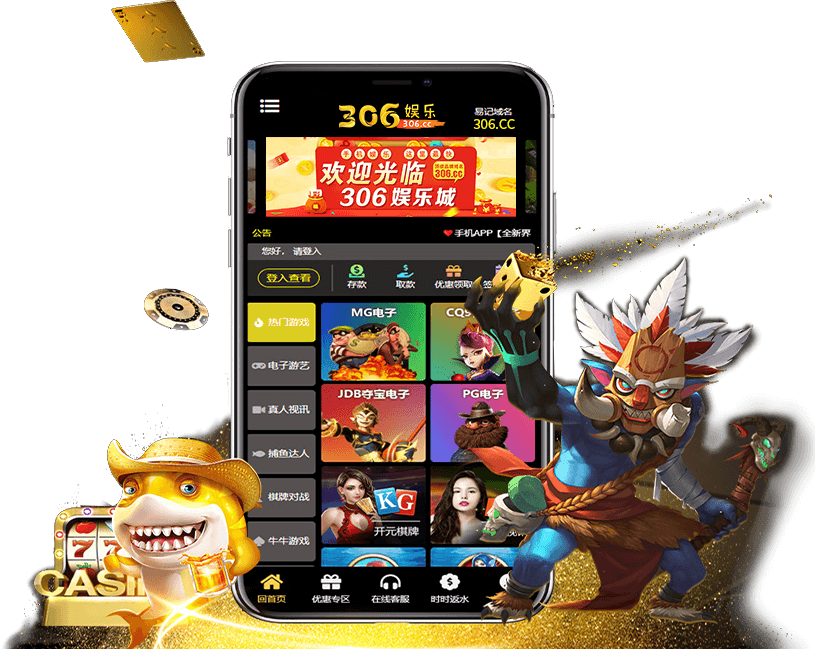 306娱乐
306.cc
易记域名
306.CC
欢迎光临
306.cc
306娱乐城
公告
手机APP【全新界
您好，请登入
登入查看
存款
取款
优惠领取
签
热门游戏
电子游艺
真人视讯
捕鱼达人
棋牌对战
牛牛游戏
MG电子
CQ9
JDB夺宝电子
PG电子
KG
开元棋牌
7 7
CASI
回首页
优惠专区
在线客服
时时返水